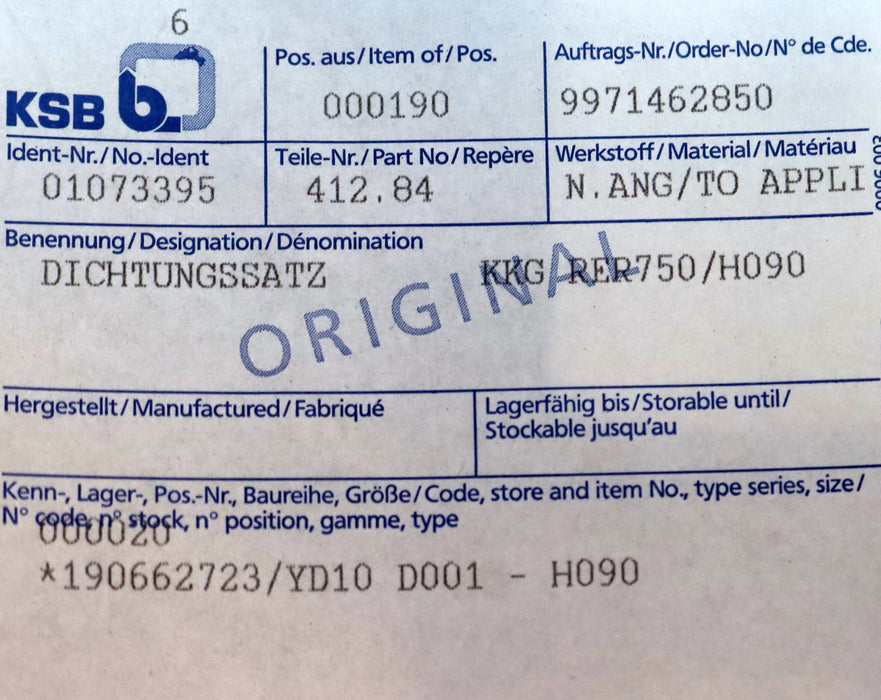 6
KSB b.
Pos. aus/Item of/Pos.
000190
Auftrags-Nr./Order-No/N° de Cde.
9971462850
Ident-Nr./No.-Ident
01073395
Teile-Nr./Part No/Repère
412.84
Werkstoff/Material/Matériau
N.ANG/TO APPLI
Benennung/Designation/Dénomination
DICHTUNGSSATZ KKG RER750/H090
ORIGINAL
Hergestellt/Manufactured/Fabriqué
Lagerfähig bis/Storable until/
Stockable jusqu'au
Kenn-, Lager-, Pos.-Nr., Baureihe, Größe/Code, store and item No., type series, size/
N° code, n° stock, n° position, gamme, type
000020
*190662723/YD10 D001 - H090